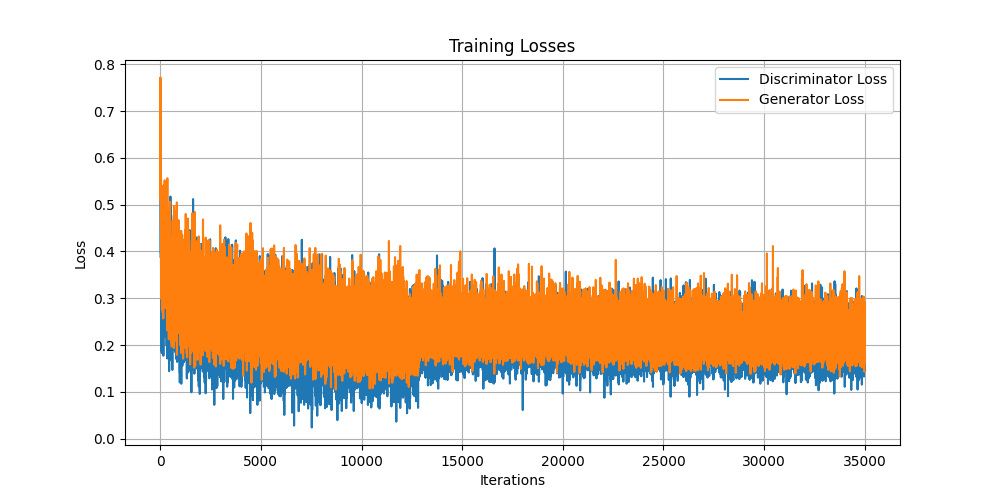 Training Losses
Discriminator Loss
Generator Loss
0.8
0.7
0.6
0.5
0.4
0.3
0.2
0.1
0.0
Loss
0 5000 10000 15000 20000 25000 30000 35000
Iterations